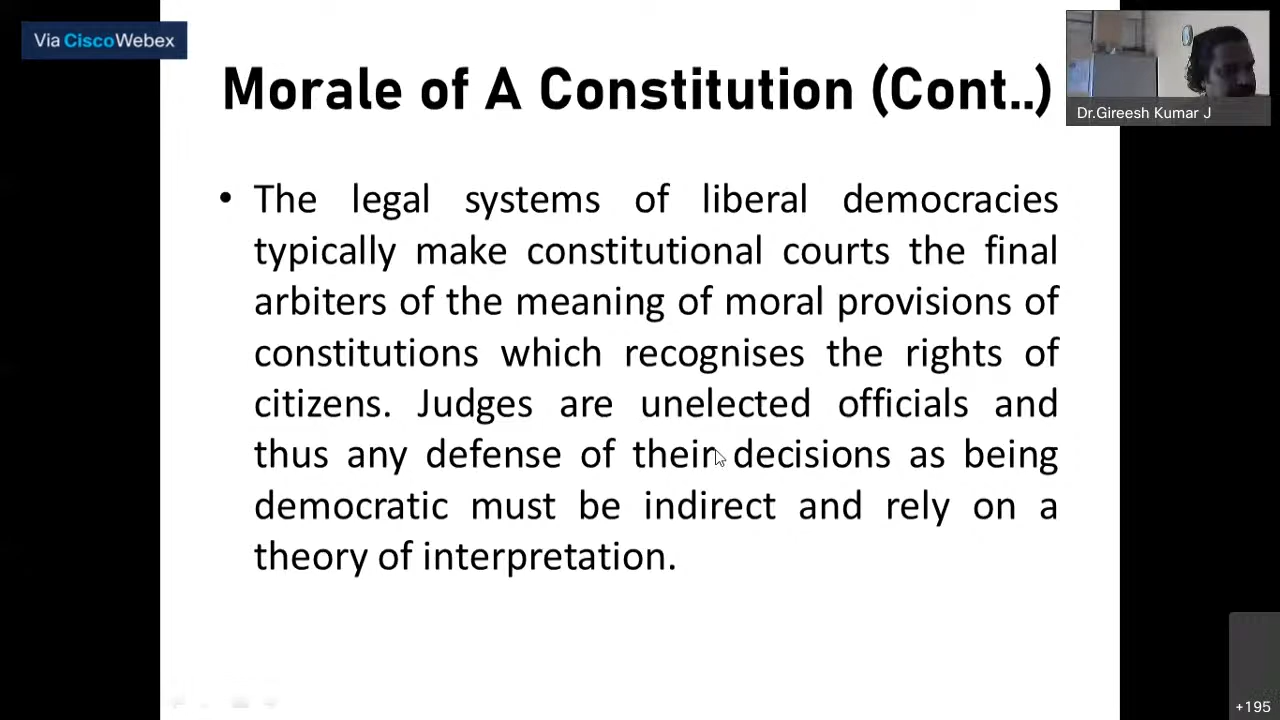 Via CiscoWebex
Morale of A Constitution (Cont..)
Dr.Gireesh Kumar J
• The legal systems of liberal democracies
typically make constitutional courts the final
arbiters of the meaning of moral provisions of
constitutions which recognises the rights of
citizens. Judges are unelected officials and
thus any defense of their decisions as being
democratic must be indirect and rely on a
theory of interpretation.
+195